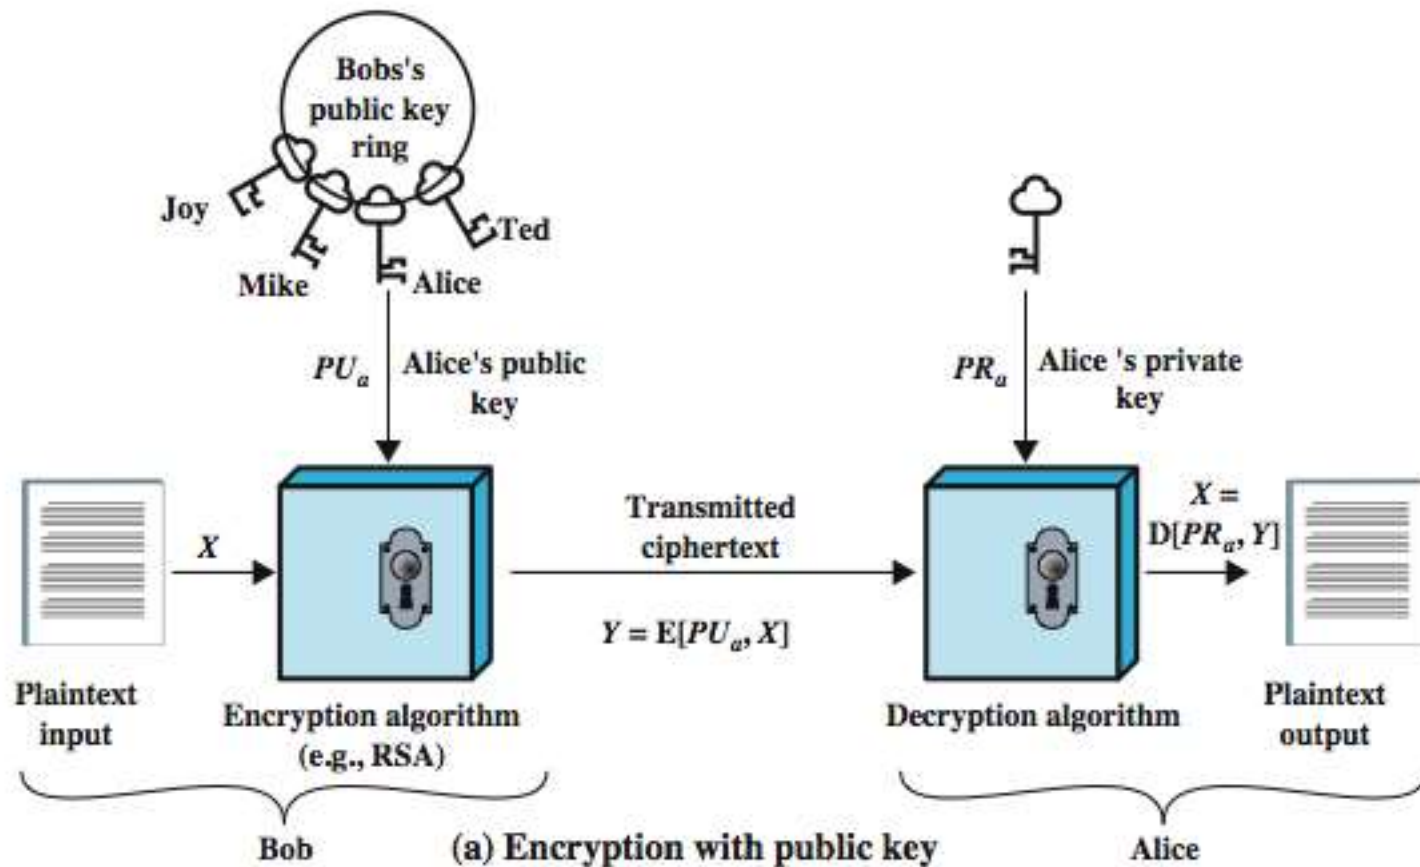 Bobs's
public key
ring
Joy
Mike
Alice
Ted
PUₐ
Alice's public
key
PRₐ
Alice 's private
key
X
Transmitted
ciphertext
Y = E[PUₐ, X]
X =
D[PRₐ, Y]
Plaintext
input
Encryption algorithm
(e.g., RSA)
Decryption algorithm
Plaintext
output
Bob
(a) Encryption with public key
Alice